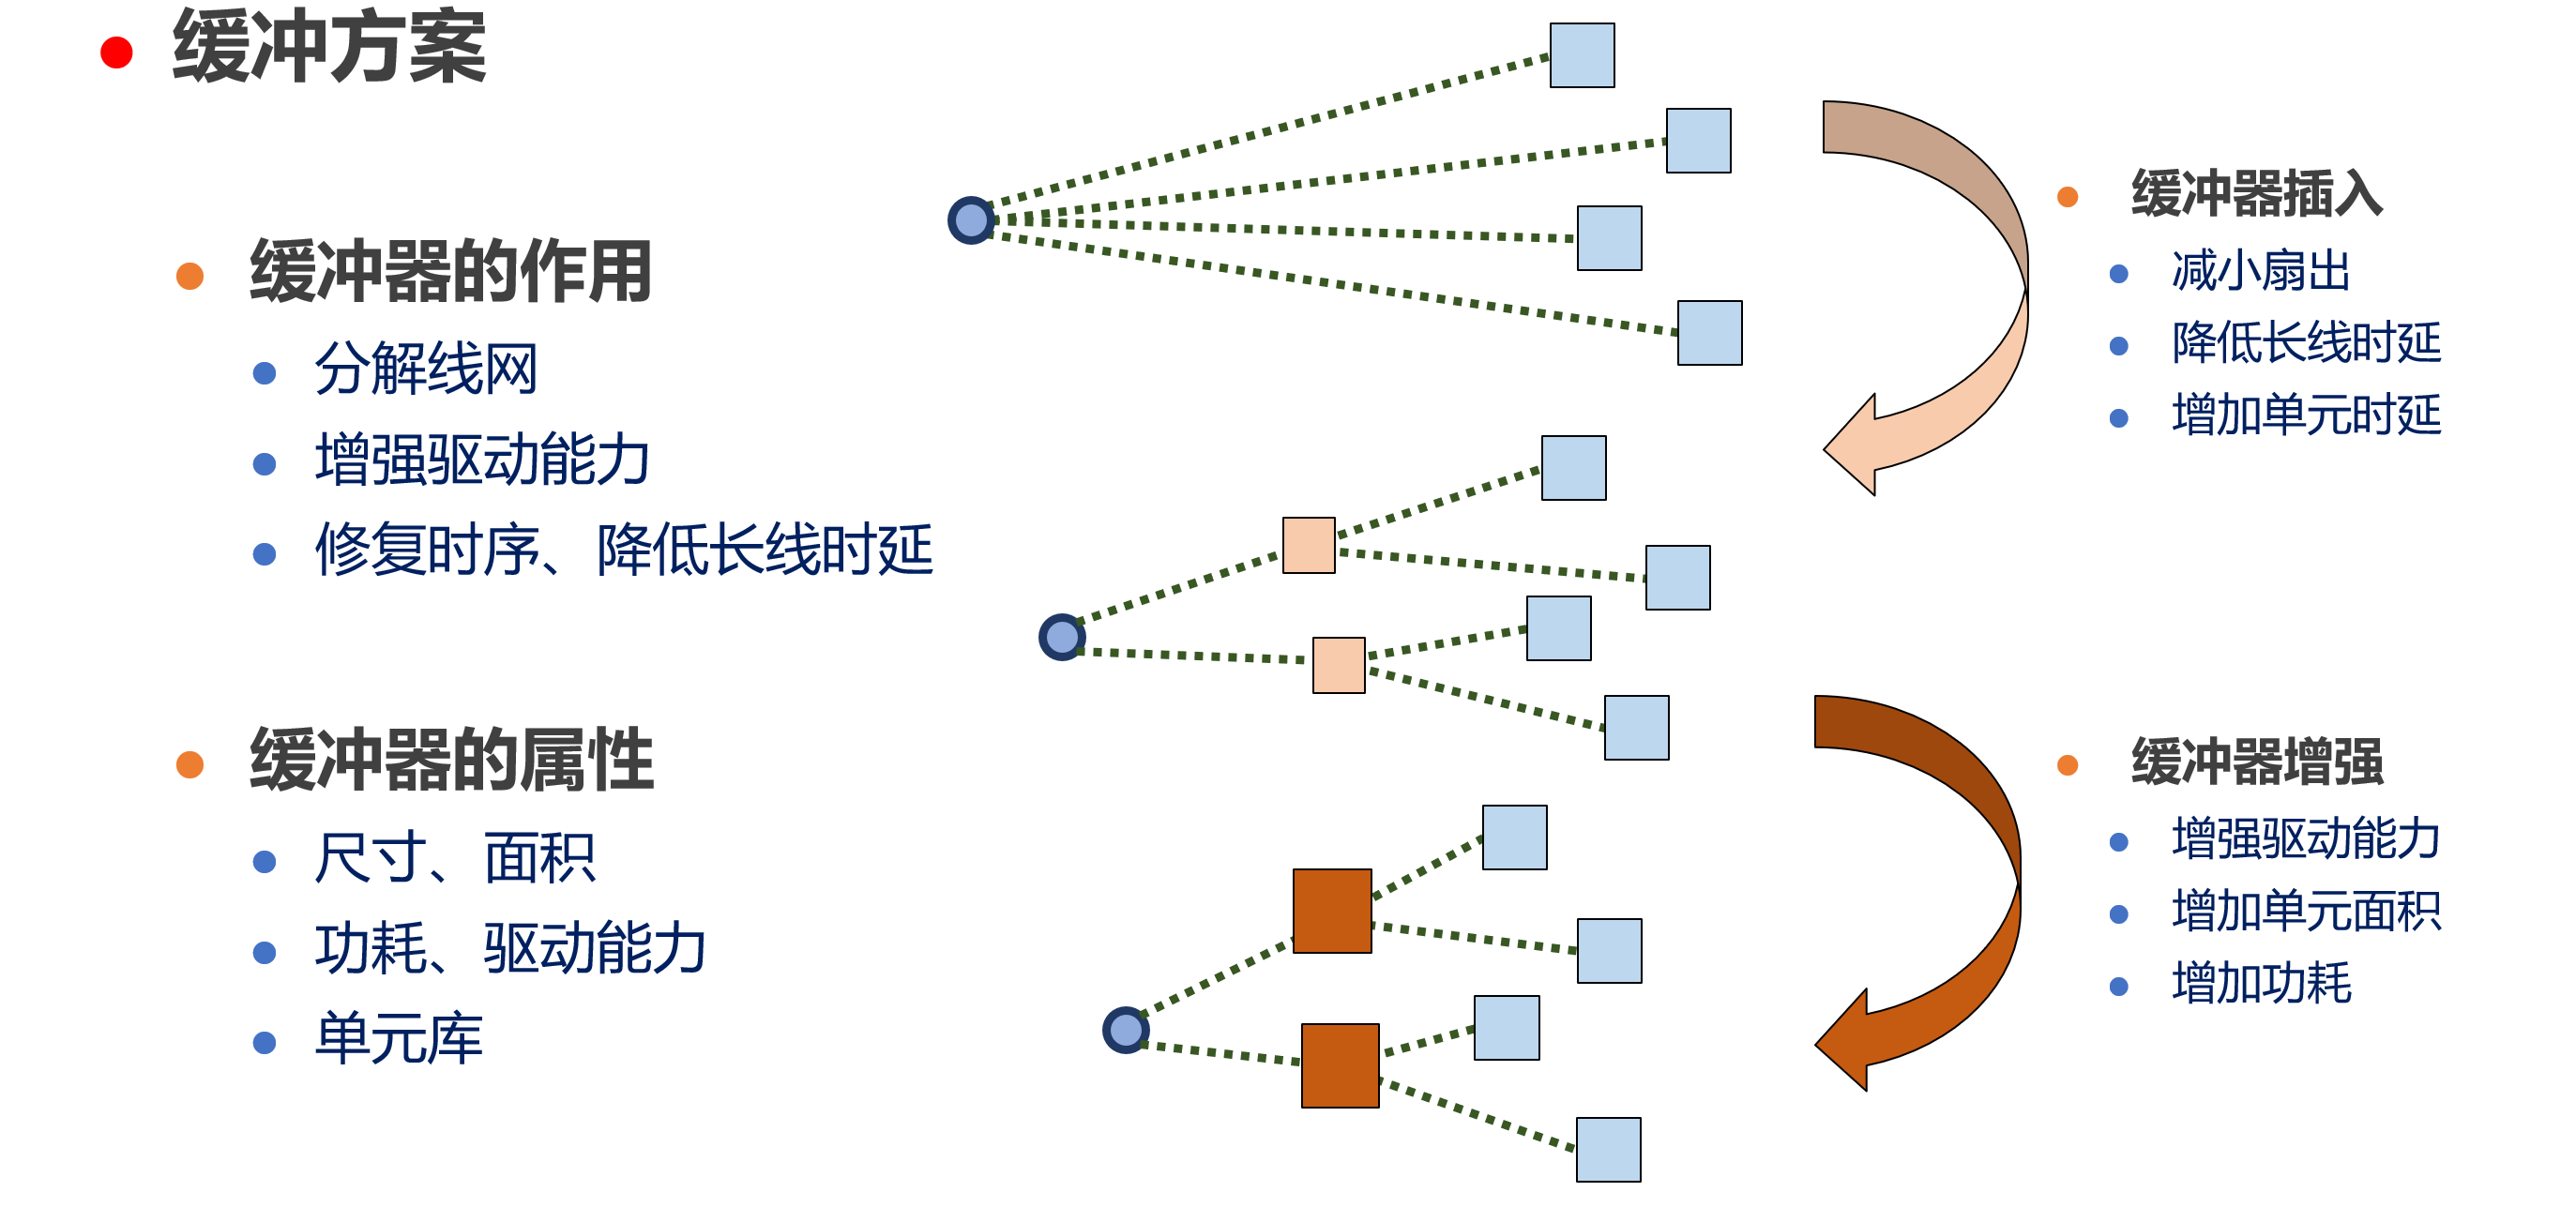 缓冲方案
缓冲器的作用
分解线网
增强驱动能力
修复时序、降低长线时延
缓冲器的属性
尺寸、面积
功耗、驱动能力
单元库
缓冲器插入
减小扇出
降低长线时延
增加单元时延
缓冲器增强
增强驱动能力
增加单元面积
增加功耗